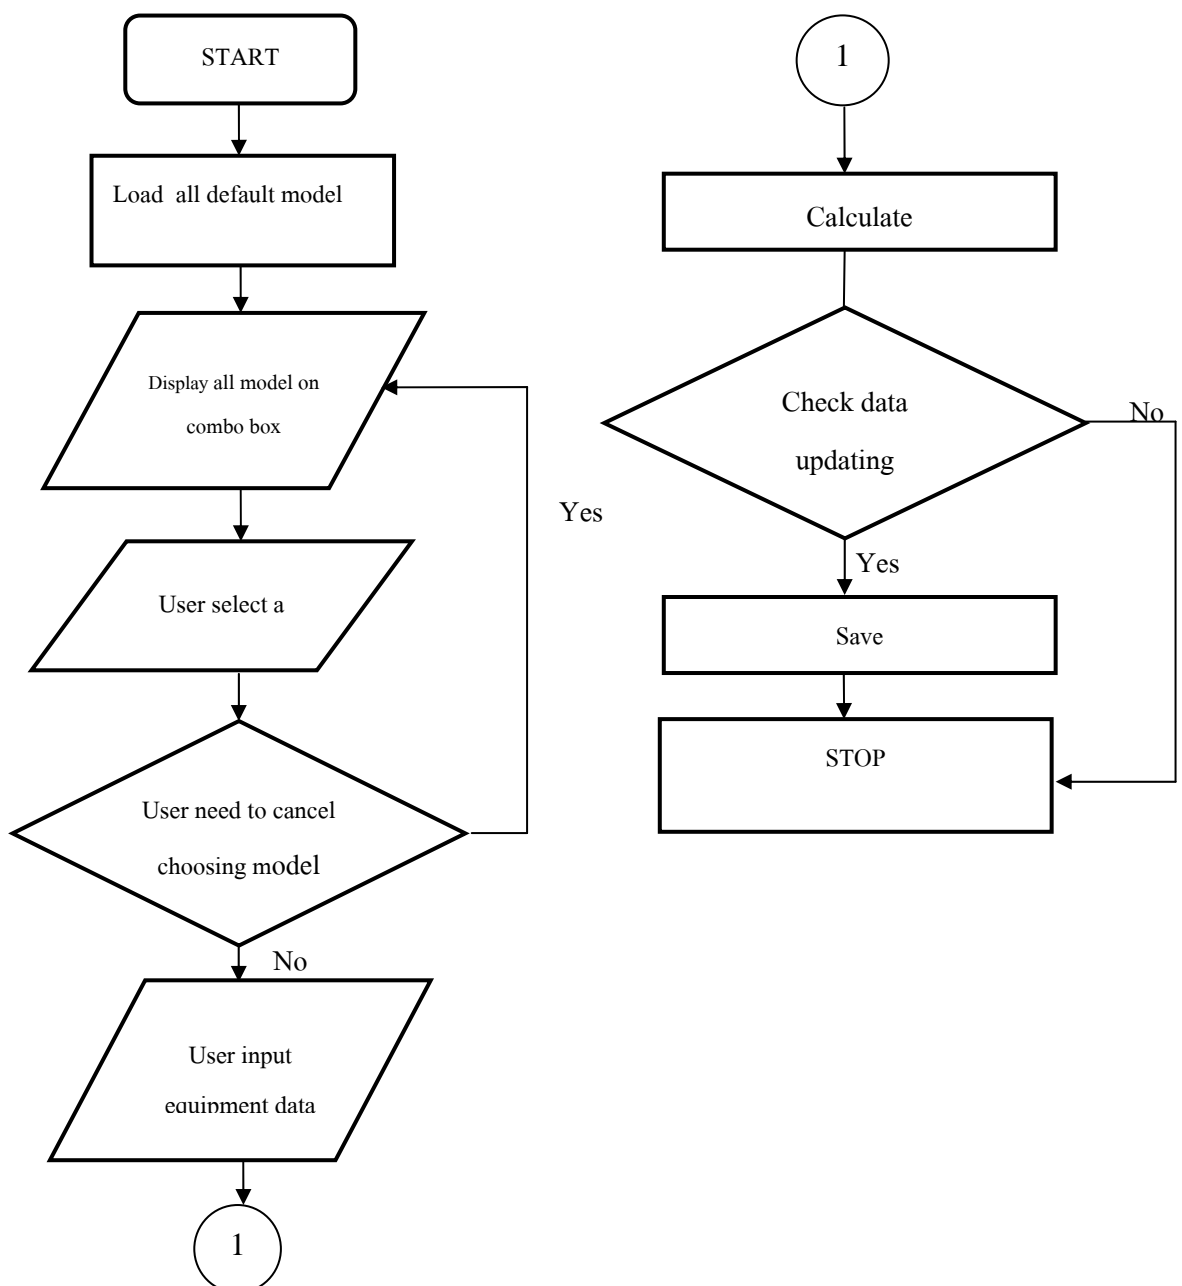 START
Load all default model
Display all model on
combo box
User select a
User need to cancel
choosing model
Yes
No
User input
equipment data
1
1
Calculate
Check data
updating
No
Yes
Save
STOP